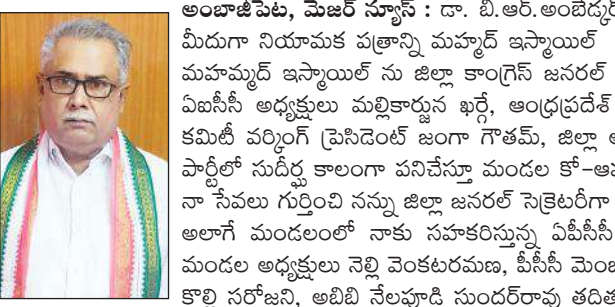 అంబాజీపేట, మేజర్ న్యూస్ : డా. బి.ఆర్.అంబేడ్కర్
మీదుగా నియామక పత్రాన్ని మహ్మద్ ఇస్మాయిల్
మహమ్మద్ ఇస్మాయిల్ ను జిల్లా కాంగ్రెస్ జనరల్
ఏఐసీసీ అధ్యక్షులు మల్లికార్జున ఖర్గే, ఆంధ్రప్రదేశ్
కమిటీ వర్కింగ్ ప్రెసిడెంట్ జంగా గౌతమ్, జిల్లా
పార్టీలో సుదీర్ఘ కాలంగా పనిచేస్తూ మండల
నా సేవలు గుర్తించి నన్ను జిల్లా జనరల్ సెక్రెటరీగా
అలాగే మండలంలో నాకు సహకరిస్తున్న ఏపీసీసీ
మండల అధ్యక్షులు నెల్లి వెంకటరమణ, పీసీసీ
కొల్లి సరోజని, అబిబి నేలపూడి సుందర్‌రావు